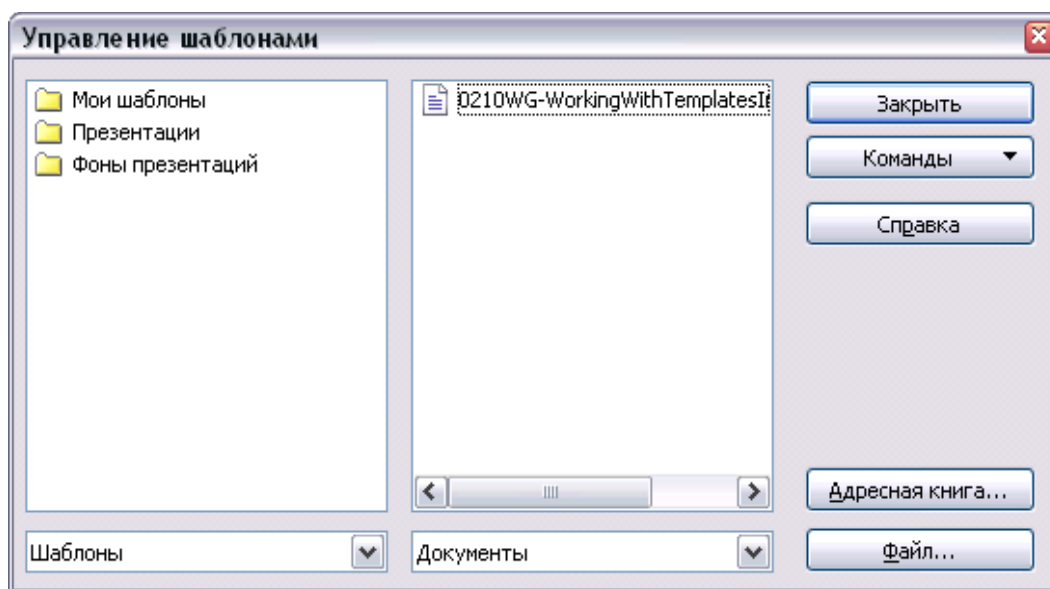 Управление шаблонами
Мои шаблоны
Презентации
Фоны презентаций
Шаблоны
0210WG-WorkingWithTemplatesI
Документы
Закрыть
Команды
Справка
Адресная книга...
Файл...